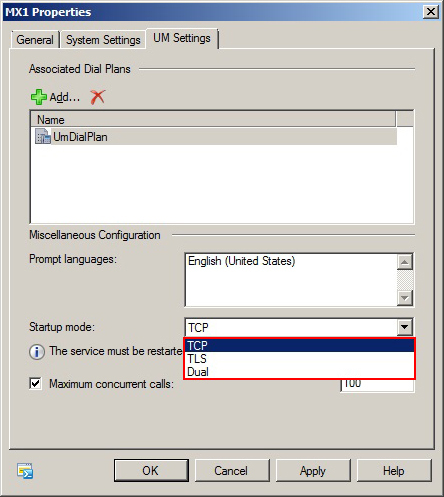 MX1 Properties
General
System Settings
UM Settings
Associated Dial Plans
Add...
Name
UmDialPlan
Miscellaneous Configuration
Prompt languages:
English (United States)
Startup mode:
TCP
TCP
TLS
Dual
The service must be restarte
Maximum concurrent calls:
100
OK
Cancel
Apply
Help